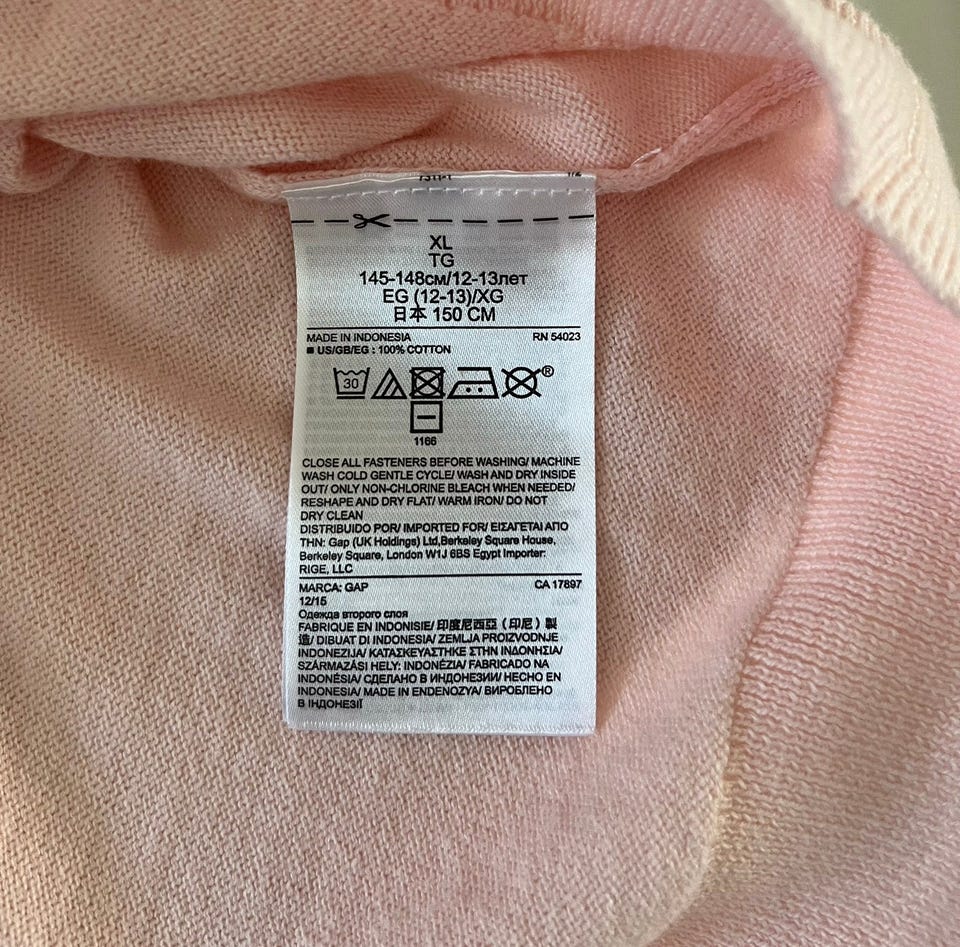 XL
TG
145-148см/12-13лет
EG (12-13)/XG
日本 150 CM
MADE IN INDONESIA RN 54023
■ US/GB/EG : 100% COTTON
30 ®
1166
CLOSE ALL FASTENERS BEFORE WASHING/ MACHINE
WASH COLD GENTLE CYCLE/ WASH AND DRY INSIDE
OUT/ ONLY NON-CHLORINE BLEACH WHEN NEEDED/
RESHAPE AND DRY FLAT/ WARM IRON/ DO NOT
DRY CLEAN
DISTRIBUIDO POR/ IMPORTED FOR/ ΕΙΣΑΓΕΤΑΙ ΑΠΟ
ΤΗΝ: Gap (UK Holdings) Ltd,Berkeley Square House,
Berkeley Square, London W1J 6BS Egypt Importer:
RIGE, LLC
MARCA: GAP CA 17897
12/15
Одежда второго слоя
FABRIQUE EN INDONISIE/ 印度尼西亞（印尼）製
造/ DIBUAT DI INDONESIA/ ZEMLJA PROIZVODNJE
INDONEZIJA/ ΚΑΤΑΣΚΕΥΑΣΤΗΚΕ ΣΤΗΝ ΙΝΔΟΝΗΣΙΑ/
SZÁRMAZÁSI HELY: INDONÉZIA/ FABRICADO NA
INDONÉSIA/ СДЕЛАНО В ИНДОНЕЗИИ/ HECHO EN
INDONESIA/ MADE IN ENDENOZYA/ ВИРОБЛЕНО
В ІНДОНЕЗІЇ